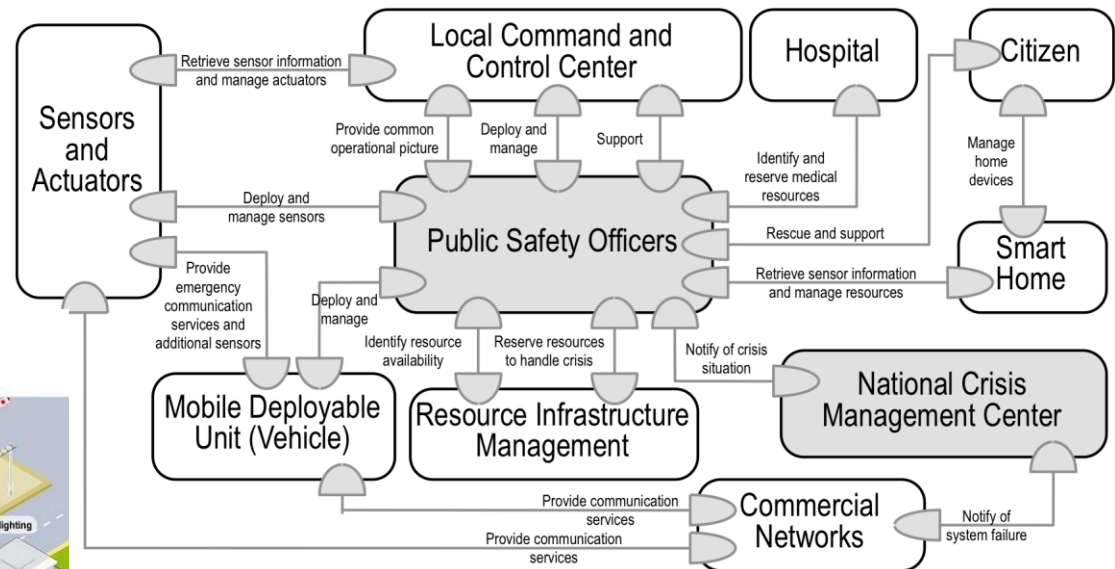 Local Command and
Control Center
Hospital
Citizen
Retrieve sensor information
and manage actuators
Sensors
and
Actuators
Provide common
operational picture
Deploy and
manage
Support
Identify and
reserve medical
resources
Manage
home
devices
Deploy and
manage sensors
Public Safety Officers
Rescue and support
Smart
Home
Retrieve sensor information
and manage resources
Provide
emergency
communication
services and
additional sensors
Deploy and
manage
Identify resource
availability
Reserve resources
to handle crisis
Notify of crisis
situation
National Crisis
Management Center
Mobile Deployable
Unit (Vehicle)
Resource Infrastructure
Management
Provide communication
services
Commercial
Networks
Notify of
system failure
Provide communication
services
lighting